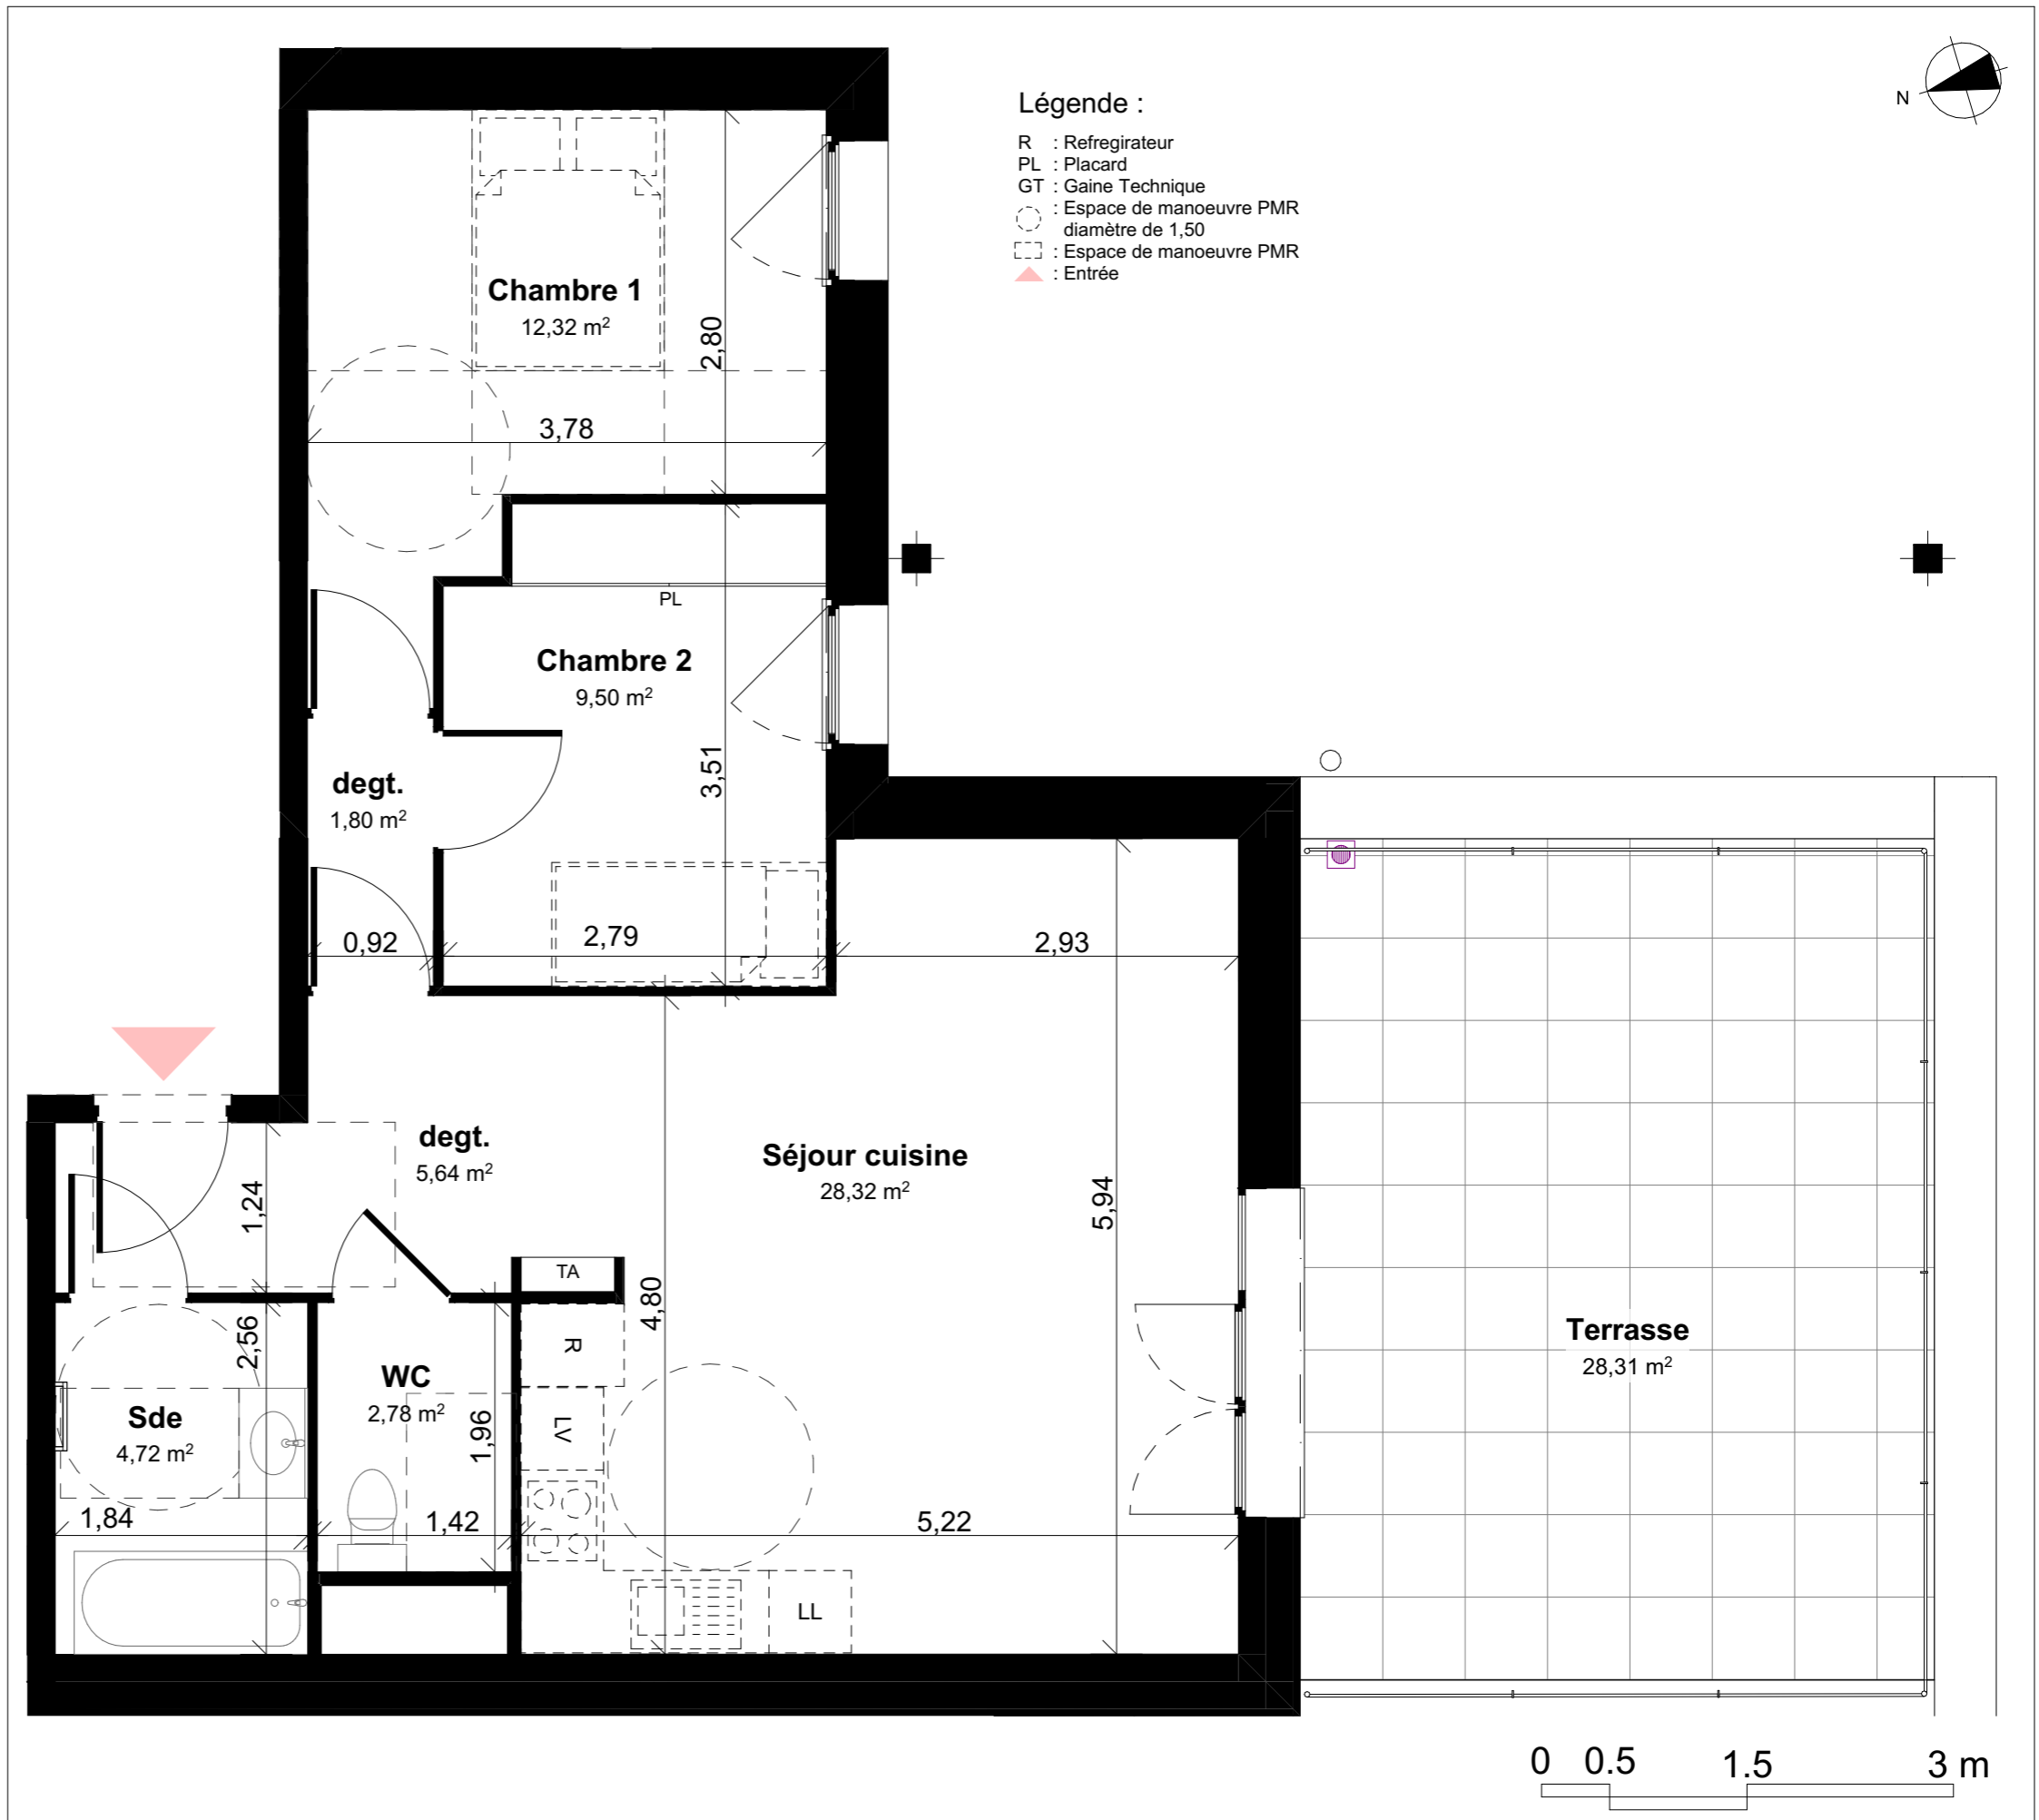 N
Légende :
R : Refregirateur
PL : Placard
GT : Gaine Technique
: Espace de manoeuvre PMR
diamètre de 1,50
: Espace de manoeuvre PMR
: Entrée
Chambre 1
12,32 m²
2,80
3,78
PL
Chambre 2
9,50 m²
3,51
degt.
1,80 m²
0,92
2,79
2,93
degt.
5,64 m²
Séjour cuisine
28,32 m²
1,24
5,94
4,80
TA
2,56
R
WC
2,78 m²
LV
1,96
Sde
4,72 m²
1,84
1,42
5,22
LL
Terrasse
28,31 m²
0 0.5 1.5 3 m